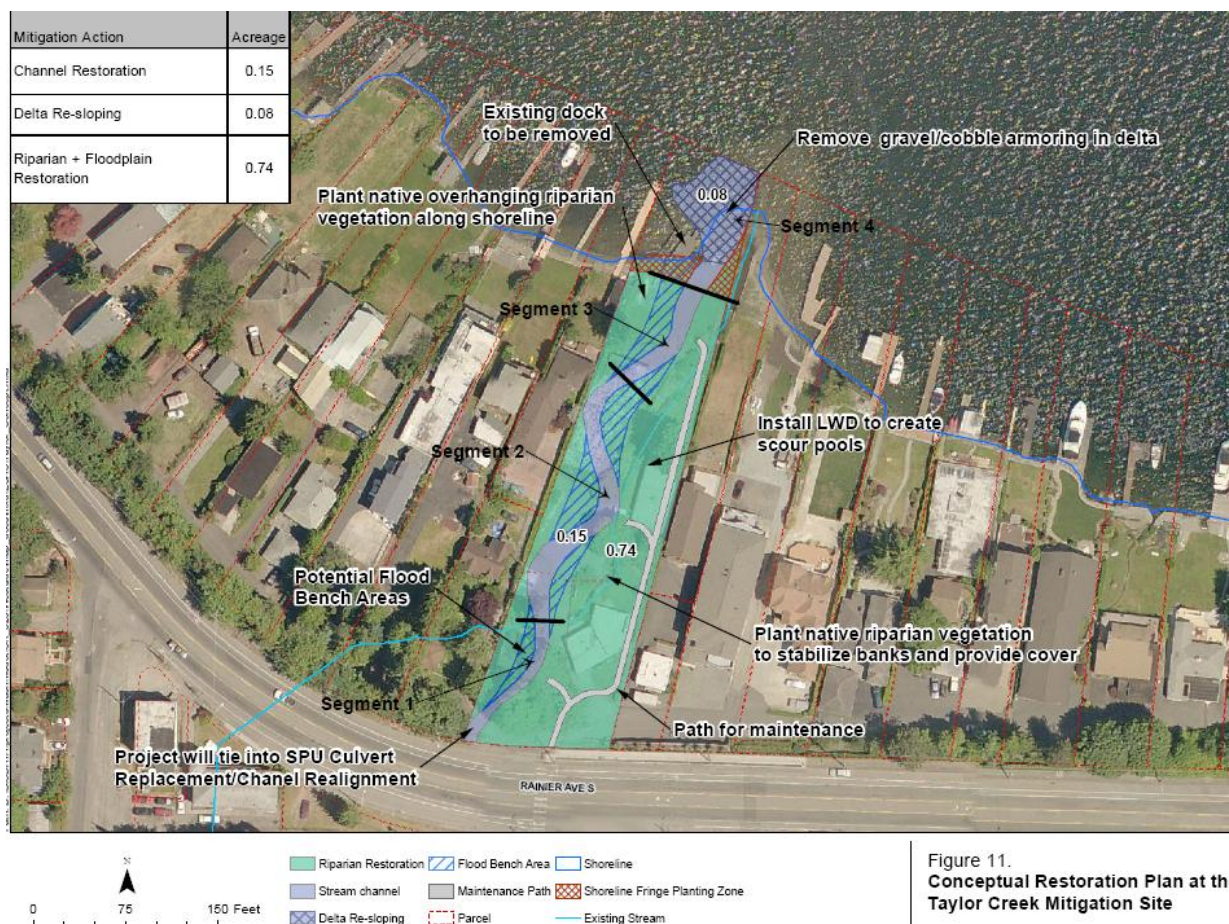 Mitigation Action Acreage
Channel Restoration 0.15
Delta Re-sloping 0.08
Riparian + Floodplain
Restoration 0.74
Existing dock
to be removed
Remove gravel/cobble armoring in delta
Plant native overhanging riparian
vegetation along shoreline
0.08
Segment 4
Segment 3
Install LWD to create
scour pools
Segment 2
0.15
0.74
Potential Flood
Bench Areas
Plant native riparian vegetation
to stabilize banks and provide cover
Segment 1
Path for maintenance
Project will tie into SPU Culvert
Replacement/Chanel Realignment
RAINIER AVE S
N
0 75 150 Feet
Riparian Restoration Flood Bench Area Shoreline
Stream channel Maintenance Path Shoreline Fringe Planting Zone
Delta Re-sloping Parcel Existing Stream
Figure 11.
Conceptual Restoration Plan at th
Taylor Creek Mitigation Site